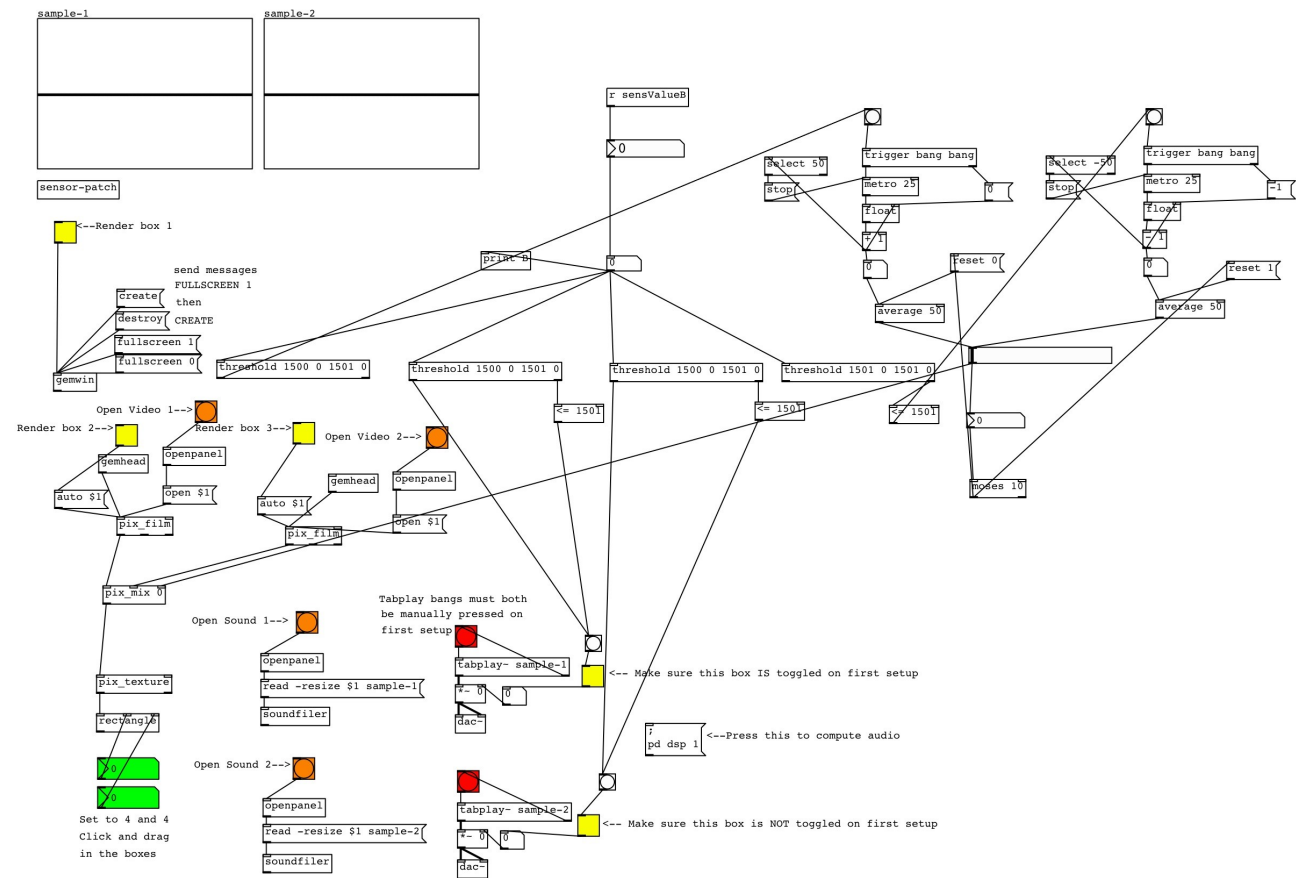 sample-1
sample-2
r sensValueB
0
sensor-patch
<--Render box 1
send messages
FULLSCREEN 1
then
CREATE
create
destroy
fullscreen 1
fullscreen 0
gemwin
print B
0
select 50
stop
trigger bang bang
metro 25
0
float
+ 1
0
reset 0
average 50
select -50
stop
trigger bang bang
metro 25
-1
float
- 1
0
reset 1
average 50
threshold 1500 0 1501 0
threshold 1500 0 1501 0
threshold 1500 0 1501 0
threshold 1501 0 1501 0
<= 1501
<= 1501
<= 1501
0
moses 10
Open Video 1-->
Render box 2-->
gemhead
openpanel
auto $1
open $1
pix_film
Render box 3-->
Open Video 2-->
gemhead
openpanel
auto $1
open $1
pix_film
pix_mix 0
pix_texture
rectangle
0
0
Set to 4 and 4
Click and drag
in the boxes
Open Sound 1-->
openpanel
read -resize $1 sample-1
soundfiler
Open Sound 2-->
openpanel
read -resize $1 sample-2
soundfiler
Tabplay bangs must both
be manually pressed on
first setup
tabplay~ sample-1
*~ 0
0
dac~
<-- Make sure this box IS toggled on first setup
;
pd dsp 1
<--Press this to compute audio
tabplay~ sample-2
*~ 0
0
dac~
<-- Make sure this box is NOT toggled on first setup